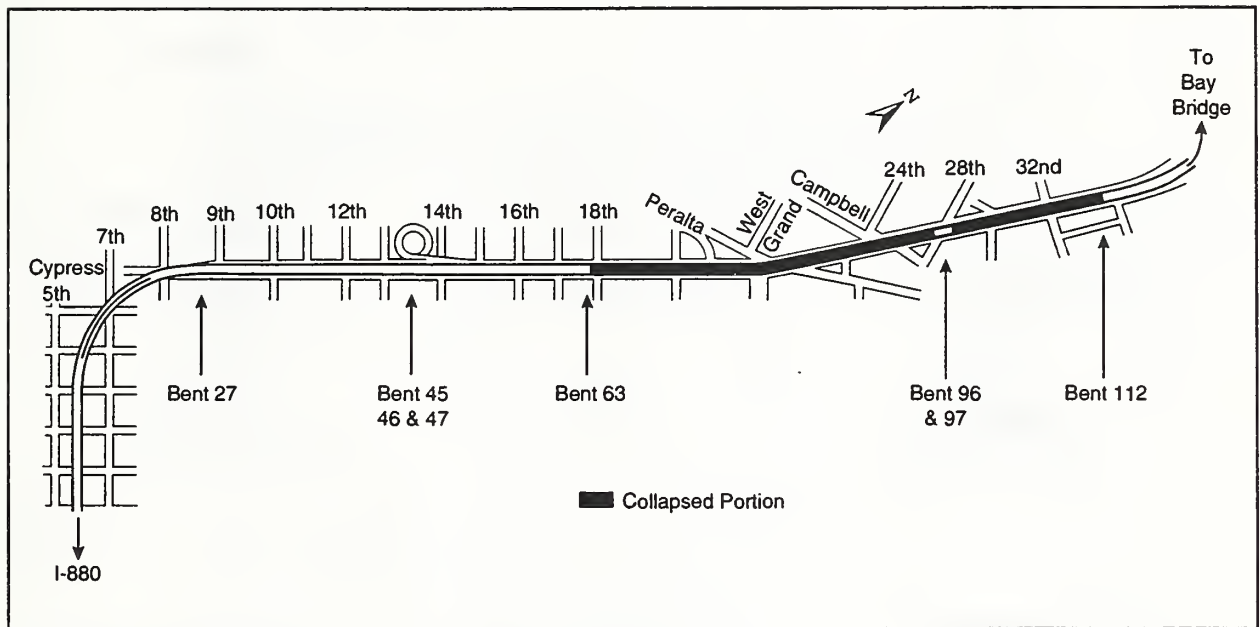 To
Bay
Bridge
N
24th
28th
32nd
Campbell
West
Grand
Peralta
8th
9th
10th
12th
14th
16th
18th
7th
Cypress
5th
Bent 27
Bent 45
46 & 47
Bent 63
Bent 96
& 97
Bent 112
Collapsed Portion
I-880